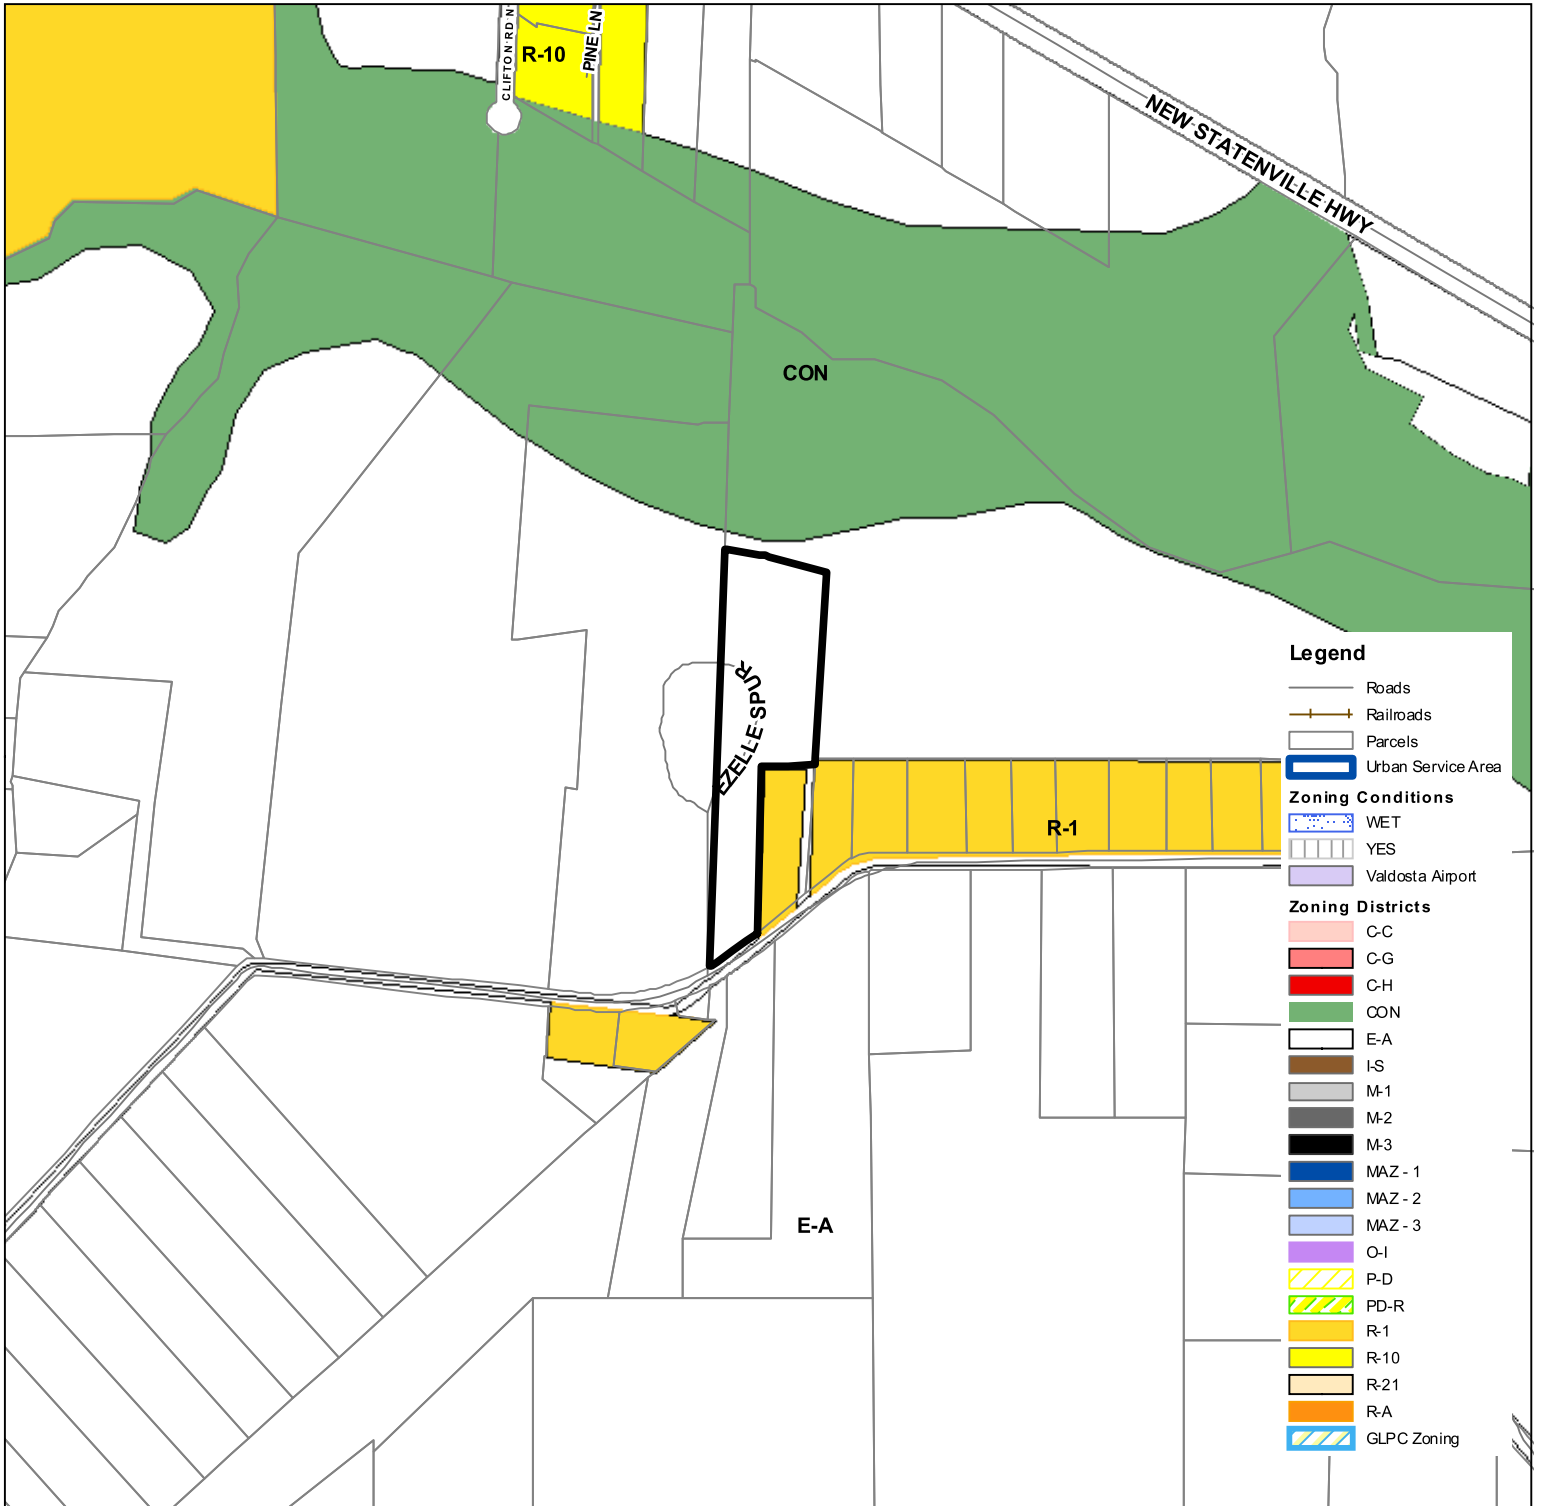 CLIFTON RD N
R-10
PINE LN
NEW STATENVILLE HWY
CON
EZELLE SPUR
R-1
E-A
Legend
Roads
Railroads
Parcels
Urban Service Area
Zoning Conditions
WET
YES
Valdosta Airport
Zoning Districts
C-C
C-G
C-H
CON
E-A
I-S
M-1
M-2
M-3
MAZ - 1
MAZ - 2
MAZ - 3
O-I
P-D
PD-R
R-1
R-10
R-21
R-A
GLPC Zoning